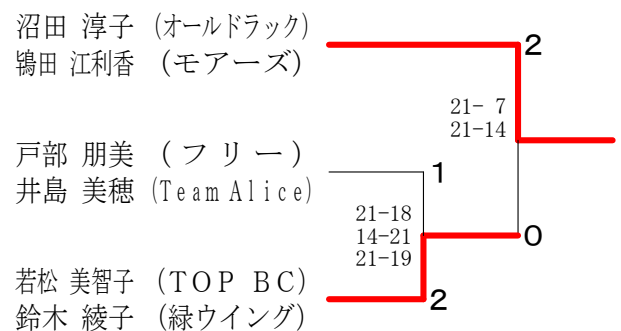 沼田 淳子 (オールドラック)
鴇田 江利香 (モアーズ)
2
21- 7
21-14
戸部 朋美 (フリー)
井島 美穂 (Team Alice)
1
21-18
14-21
21-19
0
若松 美智子 (TOP BC)
鈴木 綾子 (緑ウイング)
2